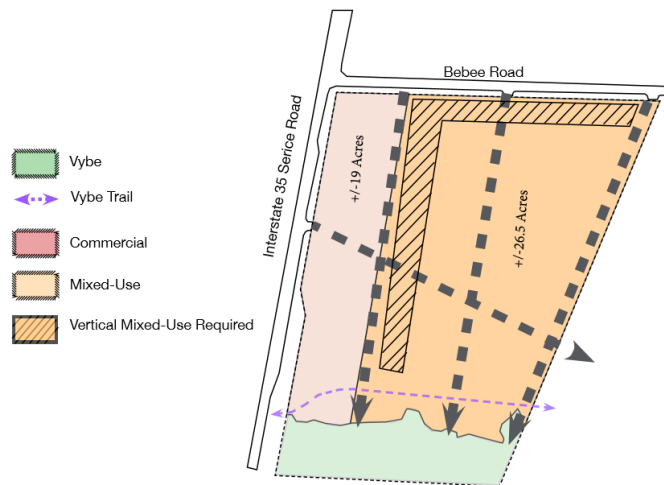 Bebee Road
Interstate 35 Serice Road
+/-19 Acres
+/-26.5 Acres
Vybe
Vybe Trail
Commercial
Mixed-Use
Vertical Mixed-Use Required